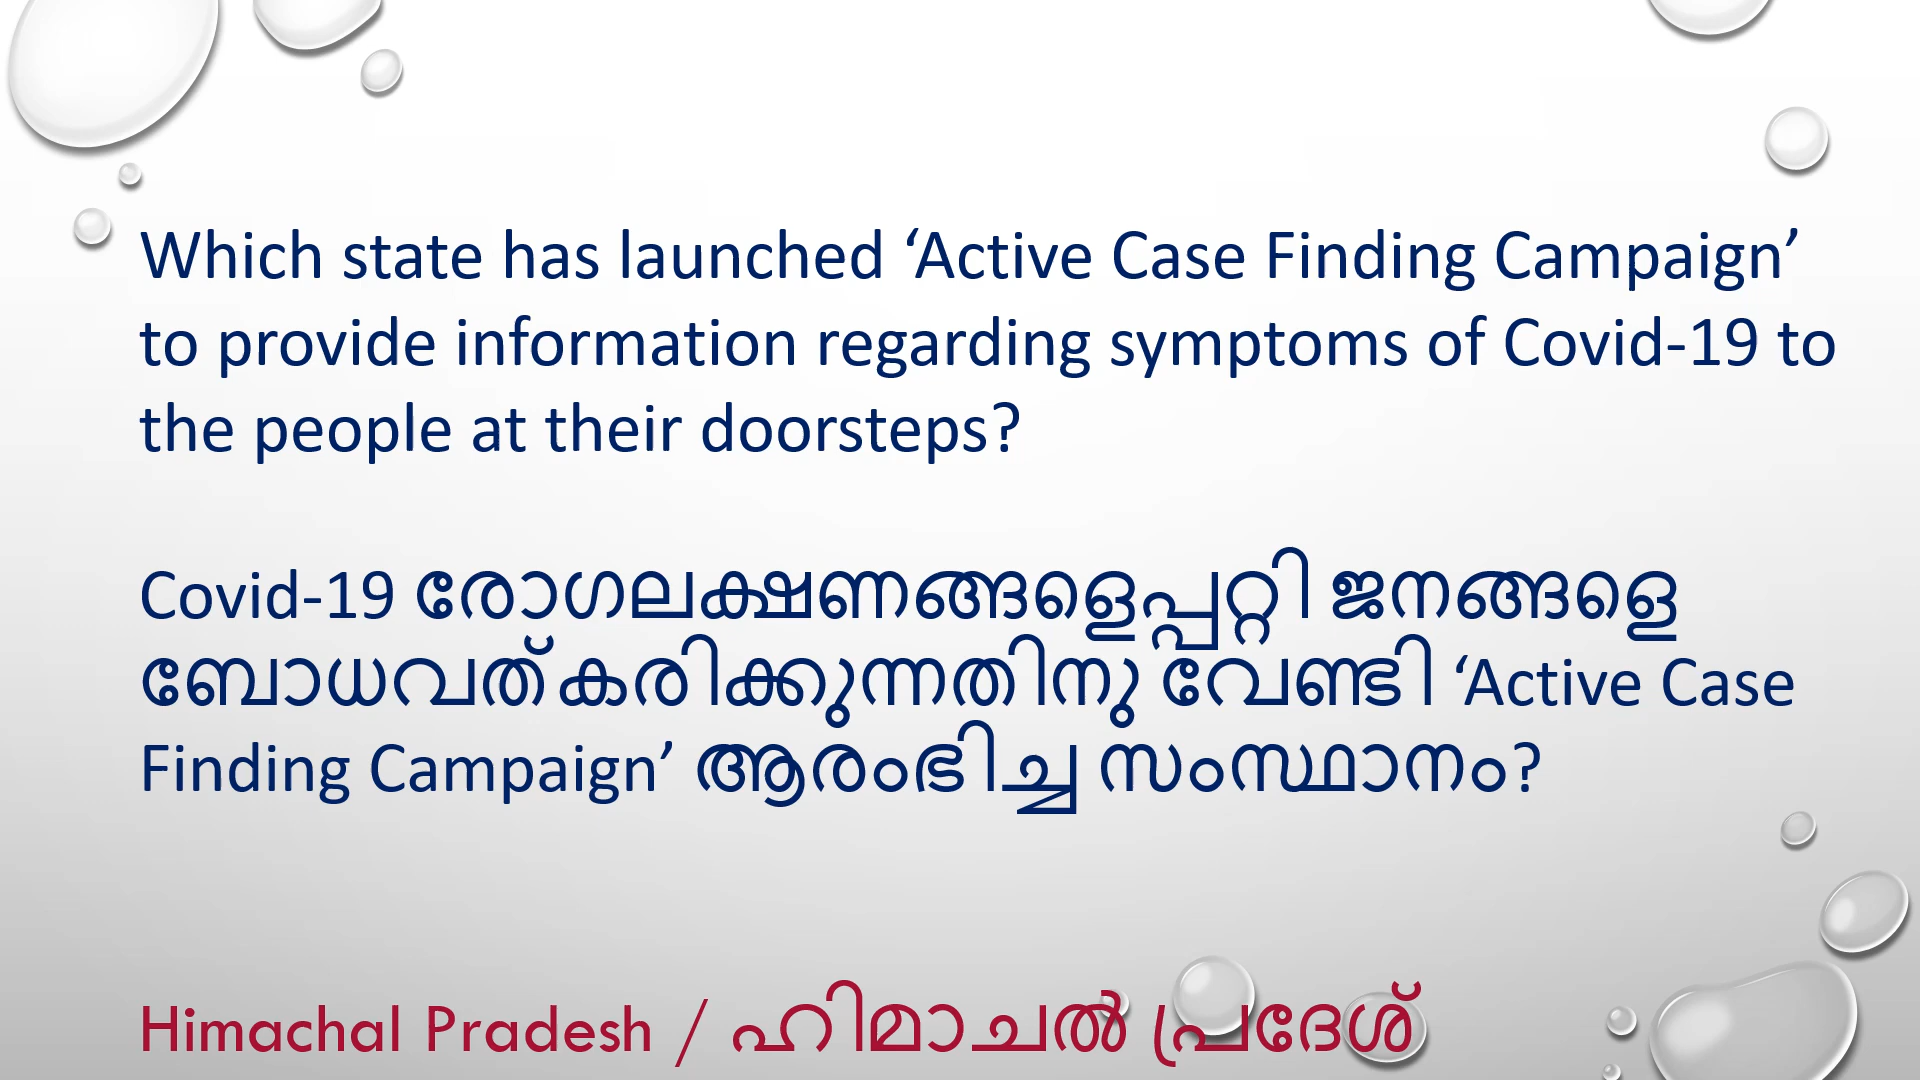 Which state has launched ‘Active Case Finding Campaign’
to provide information regarding symptoms of Covid-19 to
the people at their doorsteps?
Covid-19 രോഗലക്ഷണങ്ങളെപ്പറ്റി ജനങ്ങളെ
ബോധവത്കരിക്കുന്നതിനു വേണ്ടി ‘Active Case
Finding Campaign’ ആരംഭിച്ച സംസ്ഥാനം?
Himachal Pradesh / ഹിമാചൽ പ്രദേശ്